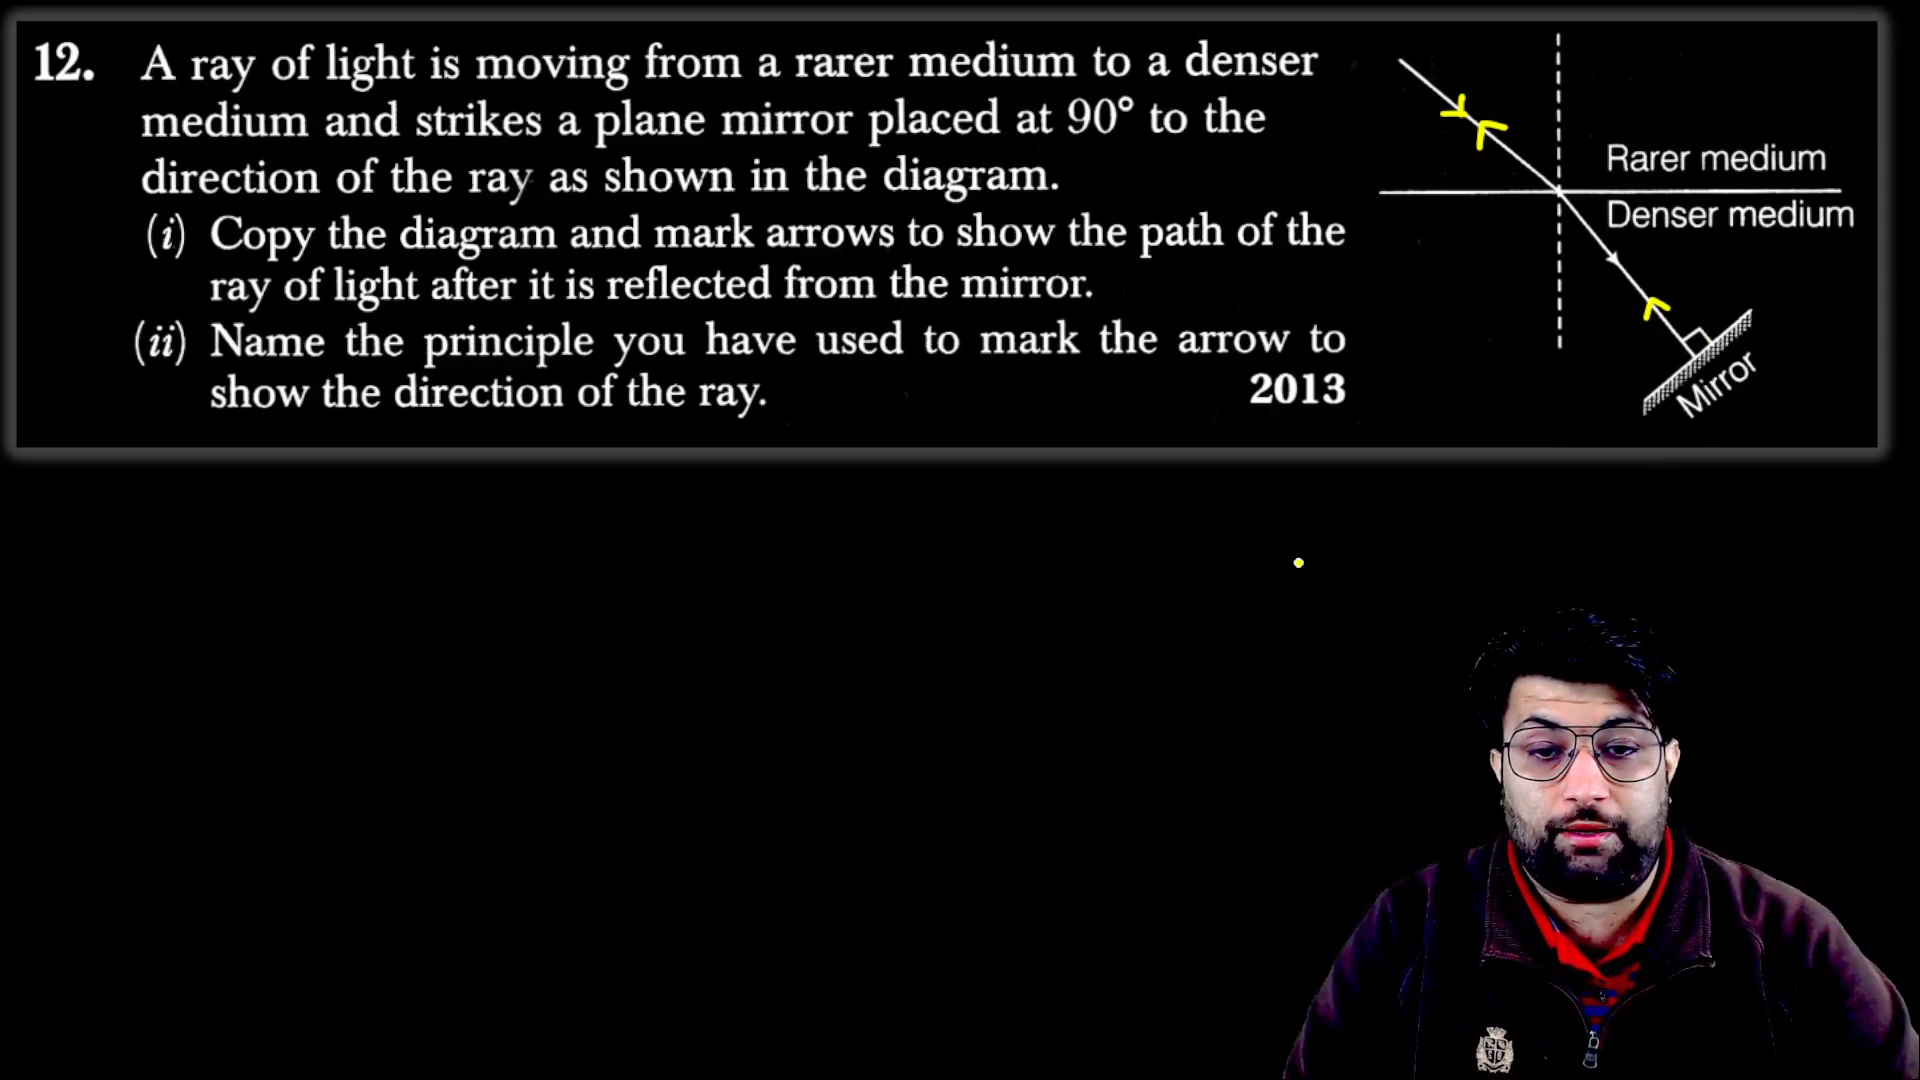 12. A ray of light is moving from a rarer medium to a denser
medium and strikes a plane mirror placed at 90° to the
direction of the ray as shown in the diagram.
(i) Copy the diagram and mark arrows to show the path of the
ray of light after it is reflected from the mirror.
(ii) Name the principle you have used to mark the arrow to
show the direction of the ray. 2013
Rarer medium
Denser medium
Mirror